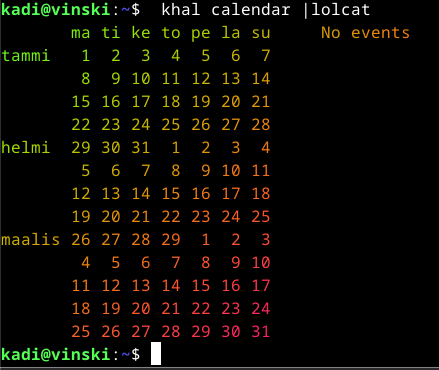 kadi@vinski:~$  khal calendar |lolcat
       ma ti ke to pe la su     No events
tammi   1  2  3  4  5  6  7
        8  9 10 11 12 13 14
       15 16 17 18 19 20 21
       22 23 24 25 26 27 28
helmi  29 30 31  1  2  3  4
        5  6  7  8  9 10 11
       12 13 14 15 16 17 18
       19 20 21 22 23 24 25
maalis 26 27 28 29  1  2  3
        4  5  6  7  8  9 10
       11 12 13 14 15 16 17
       18 19 20 21 22 23 24
       25 26 27 28 29 30 31
kadi@vinski:~$